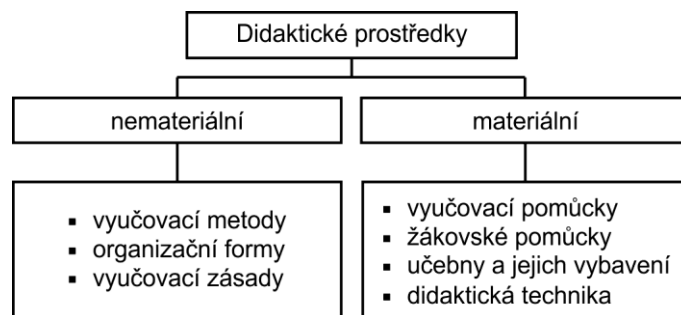 Didaktické prostředky
nemateriální
materiální
▪ vyučovací metody
▪ organizační formy
▪ vyučovací zásady
▪ vyučovací pomůcky
▪ žákovské pomůcky
▪ učebny a jejich vybavení
▪ didaktická technika